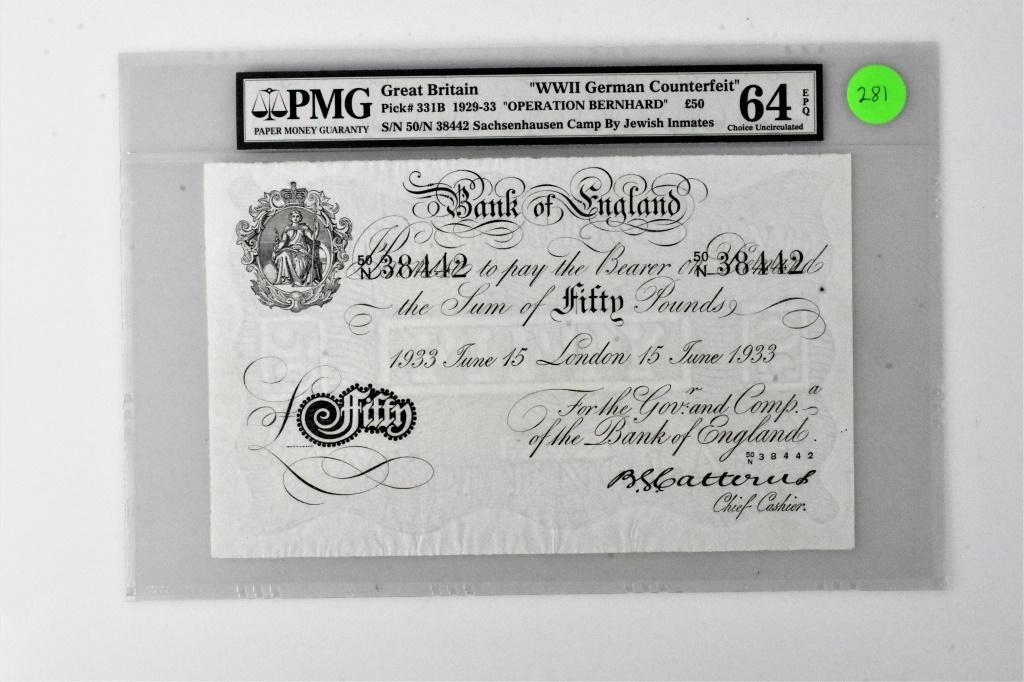 PMG
PAPER MONEY GUARANTY
Great Britain "WWII German Counterfeit"
Pick# 331B 1929-33 "OPERATION BERNHARD" £50
S/N 50/N 38442 Sachsenhausen Camp By Jewish Inmates
64 EPQ
Choice Uncirculated
281
Bank of England
50/N 38442 50/N 38442
I Promise to pay the Bearer on Demand
the Sum of Fifty Pounds
1933 June 15 London 15 June 1933
£ Fifty
For the Govr. and Compa.
of the Bank of England.
50/N 38442
B G Catterns
Chief Cashier.